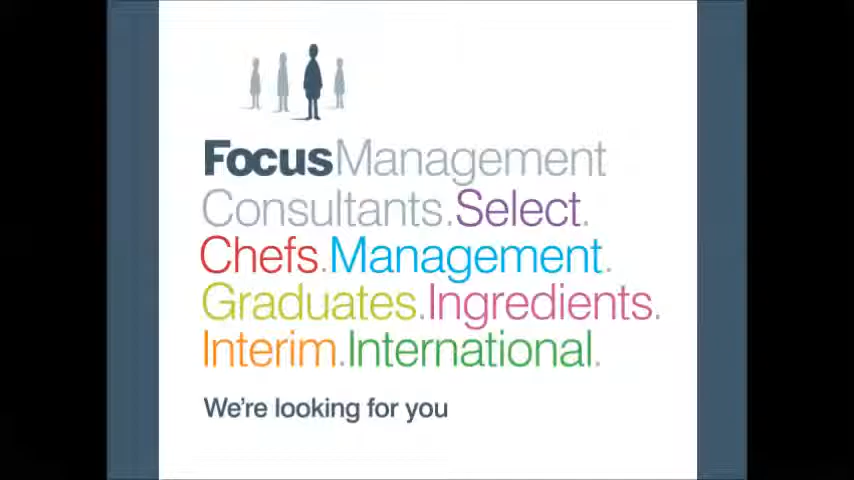 FocusManagement
Consultants.Select.
Chefs.Management.
Graduates.Ingredients.
Interim.International.
We're looking for you